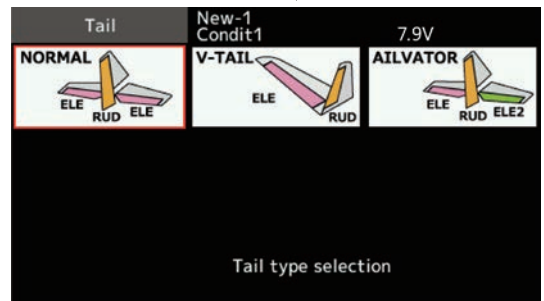 Tail
New-1
Condit1
7.9V
NORMAL
ELE
RUD
ELE
V-TAIL
ELE
RUD
AILVATOR
ELE
RUD
ELE2
Tail type selection